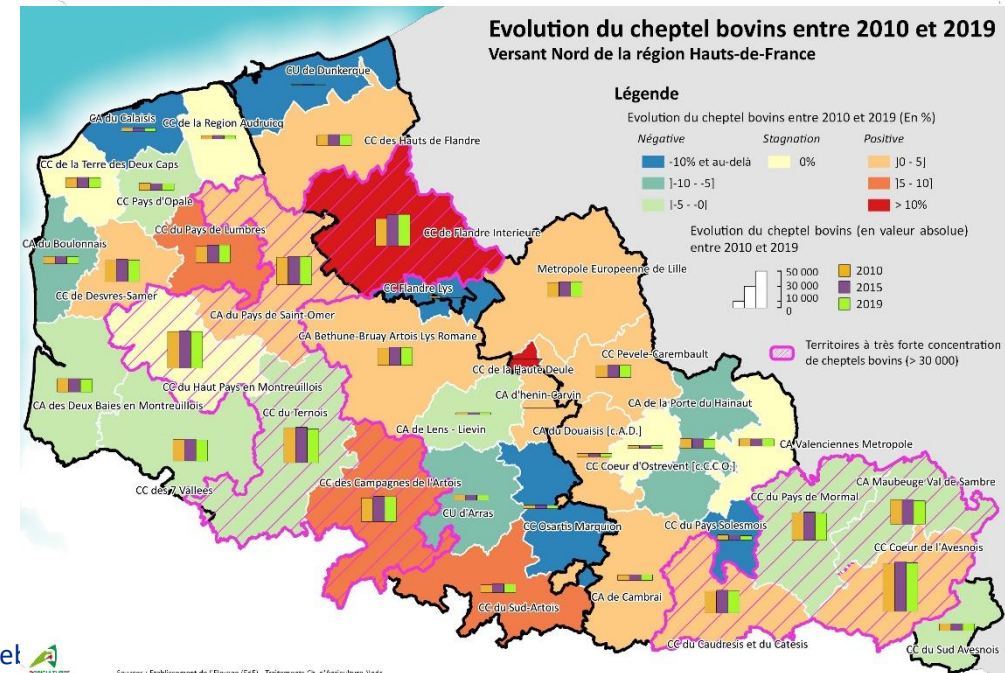 Evolution du cheptel bovins entre 2010 et 2019
Versant Nord de la région Hauts-de-France
Légende
Evolution du cheptel bovins entre 2010 et 2019 (En %)
Négative
Stagnation
Positive
-10% et au-delà
0%
]0 - 5]
]-10 - -5]
]5 - 10]
]-5 - -0[
> 10%
Evolution du cheptel bovins (en valeur absolue)
entre 2010 et 2019
50 000
30 000
10 000
0
2010
2015
2019
Territoires à très forte concentration
de cheptels bovins (> 30 000)
CU de Dunkerque
CA du Calaisis
CC de la Region Audruicq
CC des Hauts de Flandre
CC de la Terre des Deux Caps
CC Pays d'Opale
CC du Pays de Lumbres
CC de Flandre Interieure
CA du Boulonnais
Metropole Europeenne de Lille
CC Flandre Lys
CC de Desvres-Samer
CA du Pays de Saint-Omer
CA Bethune-Bruay Artois Lys Romane
CC Pevele-Carembault
CC de la Haute Deule
CC du Haut Pays en Montreuillois
CA d'henin-Carvin
CA des Deux Baies en Montreuillois
CC du Ternois
CA de la Porte du Hainaut
CA de Lens - Lievin
CA du Douaisis [c.A.D.]
CA Valenciennes Metropole
CC Coeur d'Ostrevent [c.C.C.O.]
CC des 7 Vallees
CC des Campagnes de l'Artois
CA Maubeuge Val de Sambre
CC du Pays de Mormal
CU d'Arras
CC Osartis Marquion
CC du Pays Solesmois
CC Coeur de l'Avesnois
CC du Sud-Artois
CA de Cambrai
CC du Caudresis et du Catesis
CC du Sud Avesnois